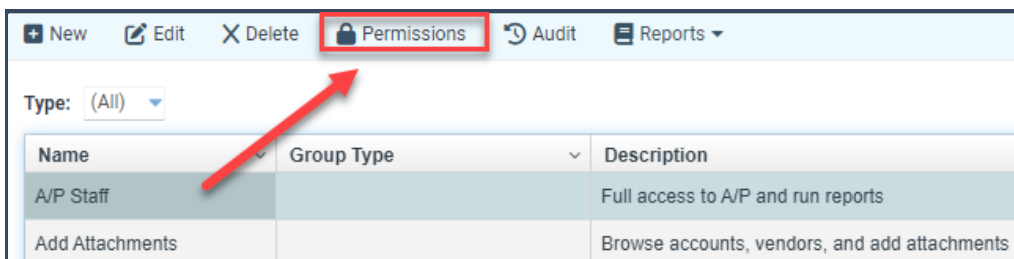 New Edit Delete Permissions Audit Reports
Type: (All)
Name Group Type Description
A/P Staff Full access to A/P and run reports
Add Attachments Browse accounts, vendors, and add attachments